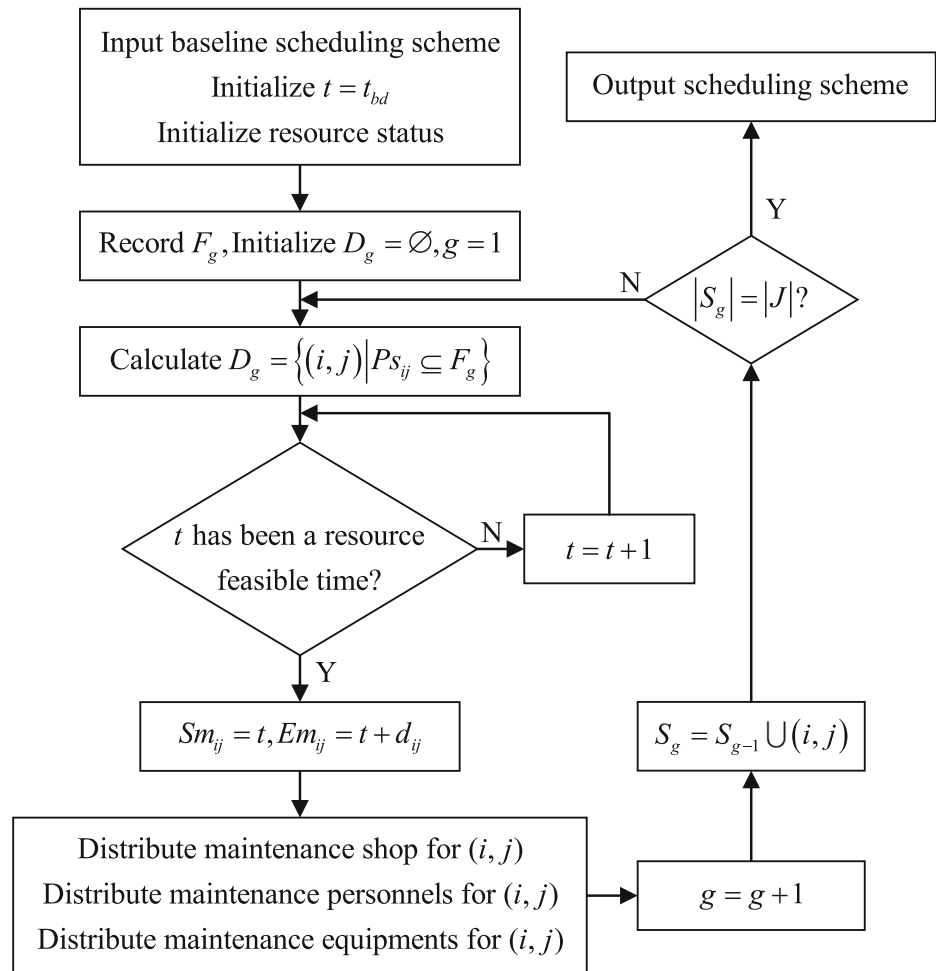 Input baseline scheduling scheme
Initialize t = t_bd
Initialize resource status
Output scheduling scheme
Y
Record F_g, Initialize D_g = ∅, g = 1
N
|S_g| = |J|?
Calculate D_g = {(i, j)|Ps_ij ⊆ F_g}
t has been a resource
feasible time?
N
t = t + 1
Y
Sm_ij = t, Em_ij = t + d_ij
S_g = S_g−1 ∪ (i, j)
Distribute maintenance shop for (i, j)
Distribute maintenance personnels for (i, j)
Distribute maintenance equipments for (i, j)
g = g + 1